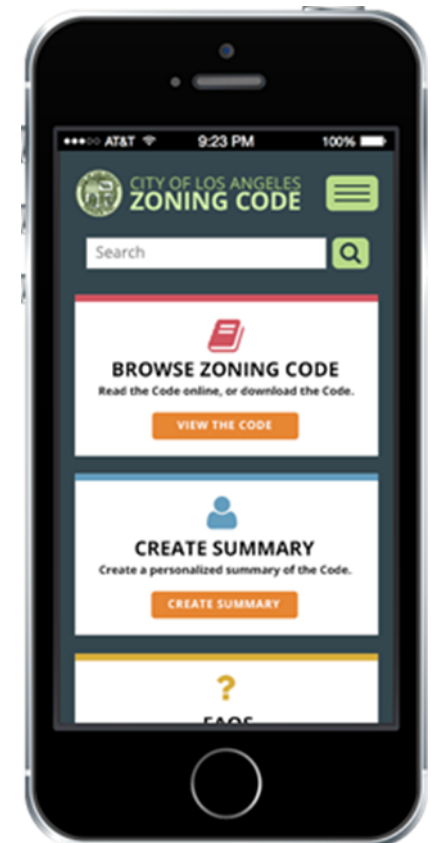 AT&T 9:23 PM 100%
CITY OF LOS ANGELES
ZONING CODE
Search
BROWSE ZONING CODE
Read the Code online, or download the Code.
VIEW THE CODE
CREATE SUMMARY
Create a personalized summary of the Code.
CREATE SUMMARY
?
FAQS